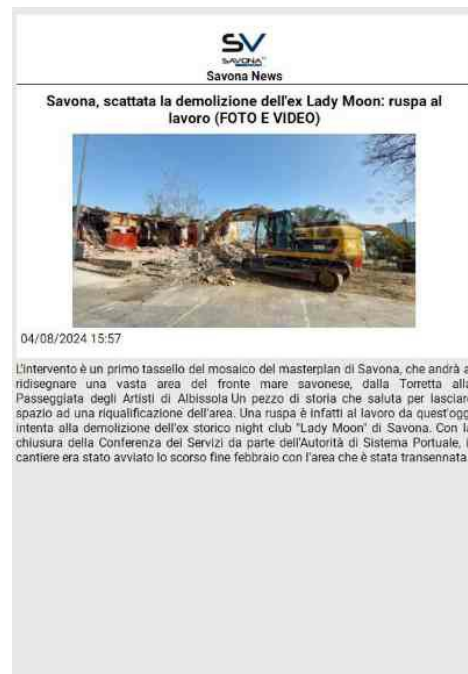 SV
SAVONA
Savona News
Savona, scattata la demolizione dell'ex Lady Moon: ruspa al
lavoro (FOTO E VIDEO)
04/08/2024 15:57
L'intervento è un primo tassello del mosaico del masterplan di Savona, che andrà a
ridisegnare una vasta area del fronte mare savonese, dalla Torretta alla
Passeggiata degli Artisti di Albissola Un pezzo di storia che saluta per lasciare
spazio ad una riqualificazione dell'area. Una ruspa è infatti al lavoro da quest'ogg
intenta alla demolizione dell'ex storico night club "Lady Moon" di Savona. Con la
chiusura della Conferenza dei Servizi da parte dell'Autorità di Sistema Portuale, i
cantiere era stato avviato lo scorso fine febbraio con l'area che è stata transennata